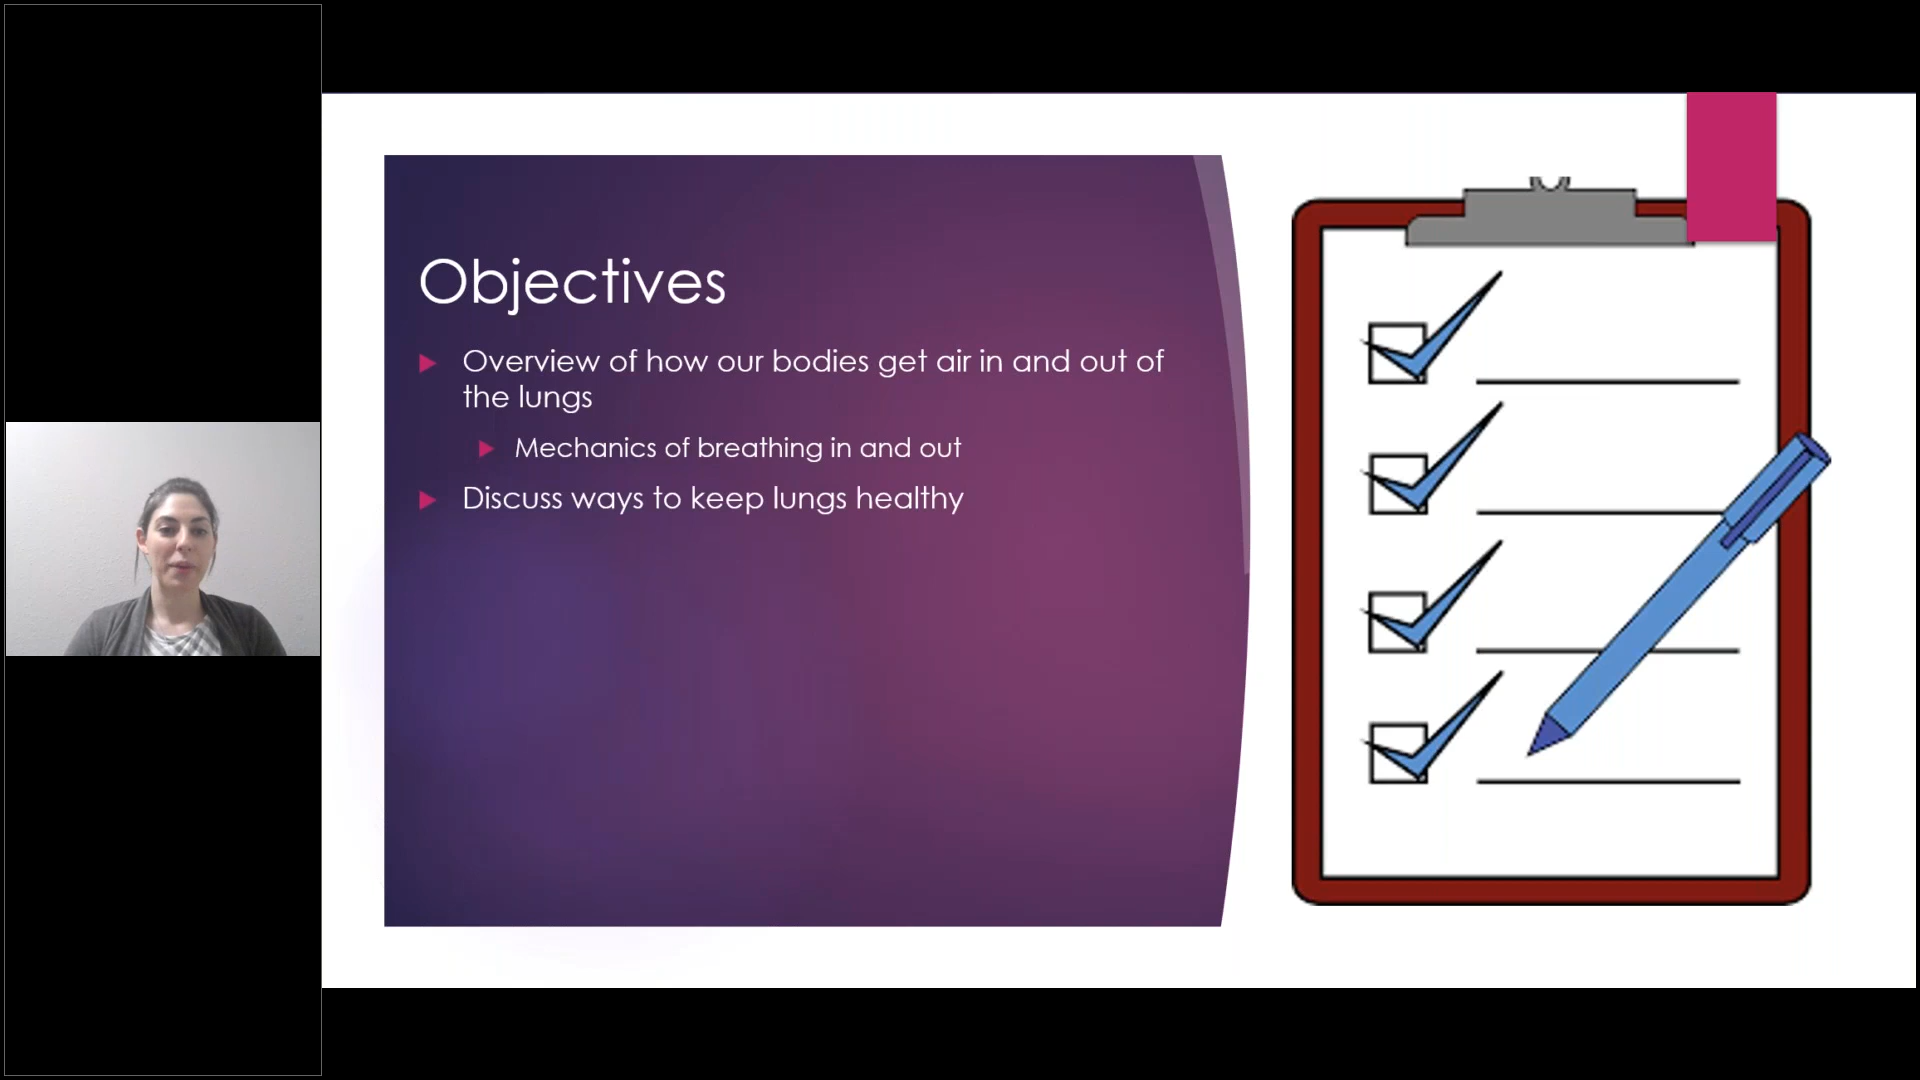 Objectives
Overview of how our bodies get air in and out of
the lungs
Mechanics of breathing in and out
Discuss ways to keep lungs healthy